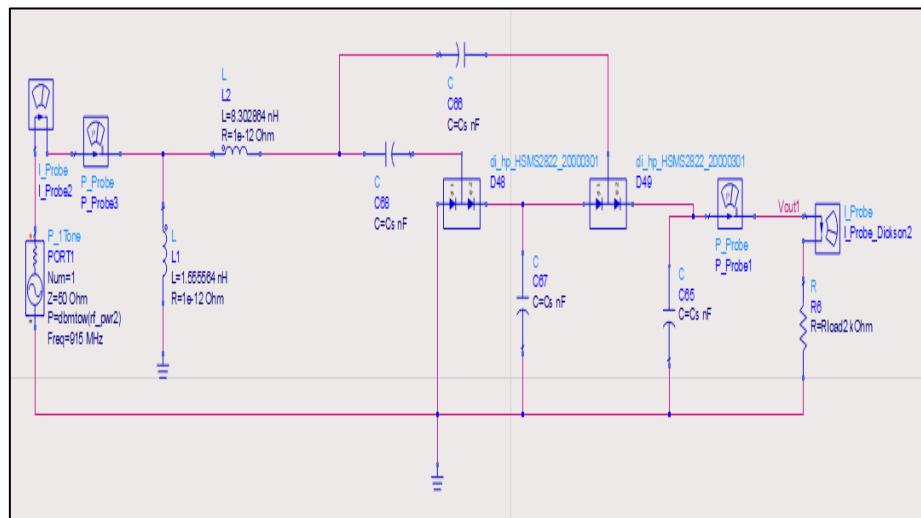 I_Probe
I_Probe2
P_Probe
P_Probe3
P_1Tone
PORT1
Num=1
Z=50 Ohm
P=dbmtow(rf_pwr2)
Freq=915 MHz
L
L1
L=1.555564 nH
R=1e-12 Ohm
L
L2
L=8.302864 nH
R=1e-12 Ohm
C
C68
C=Cs nF
C
C66
C=Cs nF
di_hp_HSMS2822_20000301
D48
di_hp_HSMS2822_20000301
D49
C
C67
C=Cs nF
C
C65
C=Cs nF
P_Probe
P_Probe1
Vout1
I_Probe
I_Probe_Dickson2
R
R6
R=Rload2 kOhm